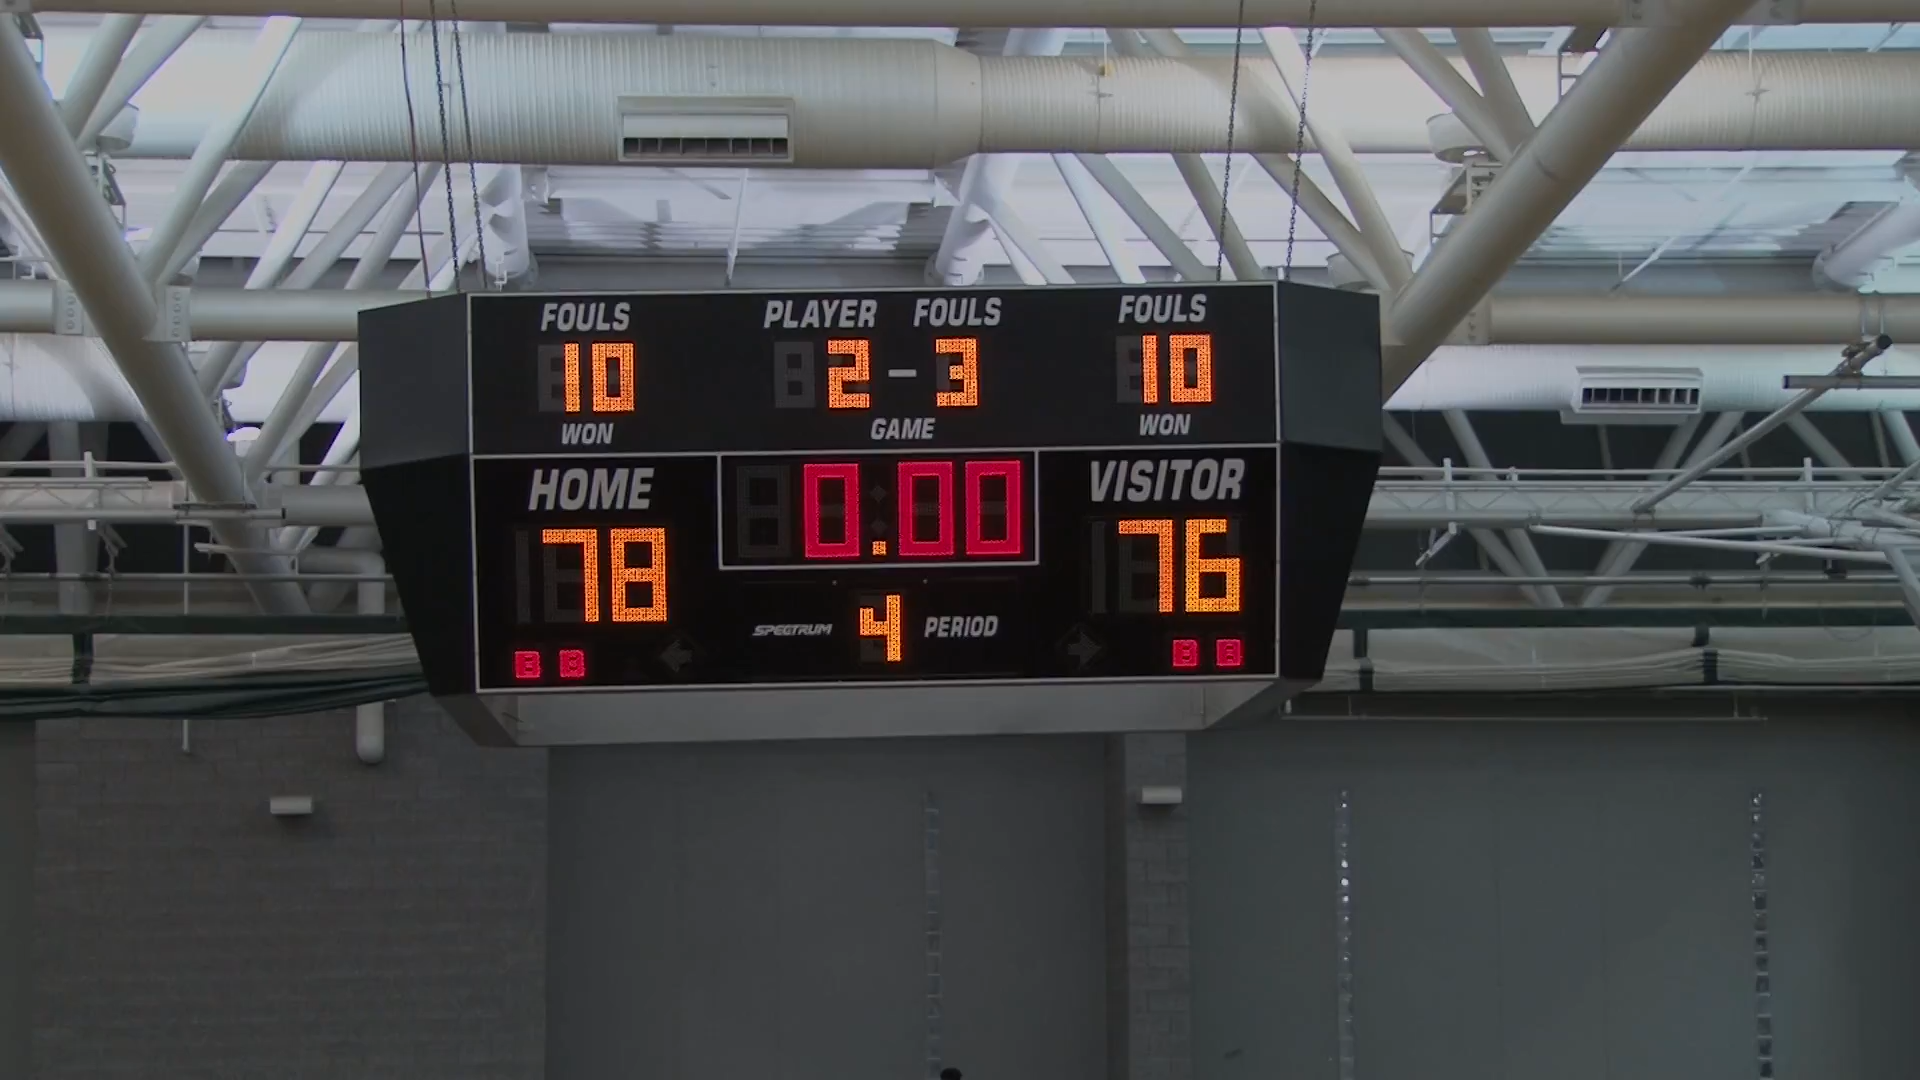 FOULS PLAYER FOULS FOULS
10 2 - 3 10
WON GAME WON
HOME 0.00 VISITOR
78 76
SPECTRUM 4 PERIOD